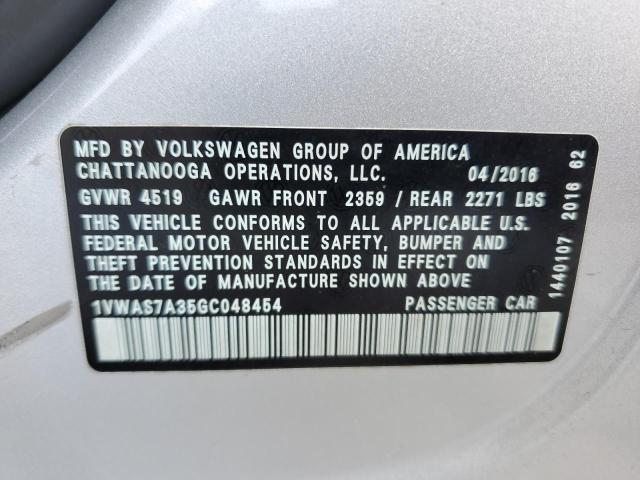 MFD BY VOLKSWAGEN GROUP OF AMERICA
CHATTANOOGA OPERATIONS, LLC. 04/2016
GVWR 4519 GAWR FRONT 2359 / REAR 2271 LBS
THIS VEHICLE CONFORMS TO ALL APPLICABLE U.S.
FEDERAL MOTOR VEHICLE SAFETY, BUMPER AND
THEFT PREVENTION STANDARDS IN EFFECT ON
THE DATE OF MANUFACTURE SHOWN ABOVE
1VWAS7A35GC048454 PASSENGER CAR
1440107 2016 62